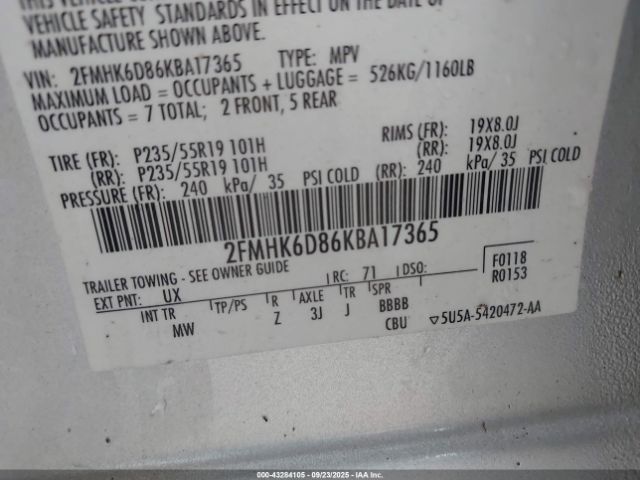 THIS VEHICLE
VEHICLE SAFETY STANDARDS IN EFFECT ON THE DATE OF
MANUFACTURE SHOWN ABOVE.
VIN: 2FMHK6D86KBA17365 TYPE: MPV
MAXIMUM LOAD = OCCUPANTS + LUGGAGE = 526KG/1160LB
OCCUPANTS = 7 TOTAL; 2 FRONT, 5 REAR
TIRE (FR): P235/55R19 101H RIMS (FR): 19X8.0J
(RR): P235/55R19 101H (RR): 19X8.0J
PRESSURE (FR): 240 kPa/ 35 PSI COLD (RR): 240 kPa/ 35 PSI COLD
2FMHK6D86KBA17365
TRAILER TOWING - SEE OWNER GUIDE
EXT PNT: UX RC: 71 DSO: F0118
R0153
INT TR TP/PS R AXLE TR SPR
MW Z 3J J BBBB
CBU ▽5U5A-5420472-AA
000-43284105 - 09/23/2025 - IAAI.COM